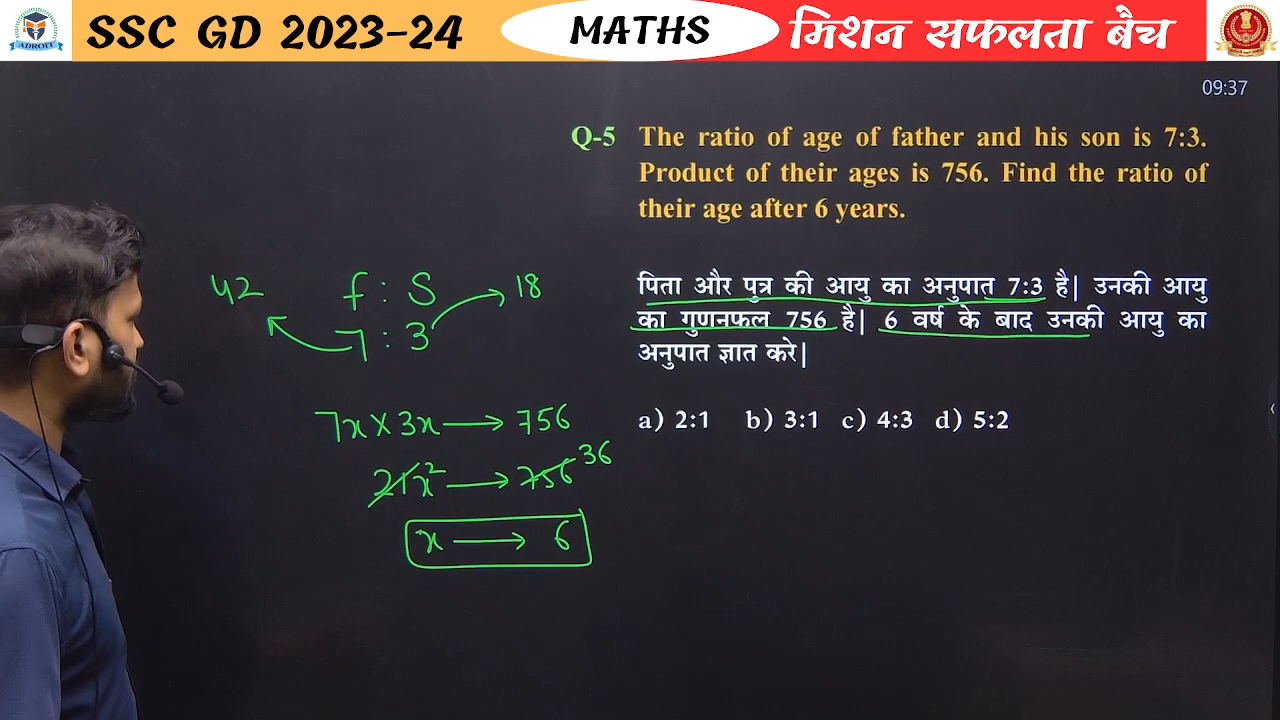 SSC GD 2023-24
MATHS
मिशन सफलता बैच
ADROIT
09:37
Q-5 The ratio of age of father and his son is 7:3.
Product of their ages is 756. Find the ratio of
their age after 6 years.
पिता और पुत्र की आयु का अनुपात 7:3 है| उनकी आयु
का गुणनफल 756 है| 6 वर्ष के बाद उनकी आयु का
अनुपात ज्ञात करे|
a) 2:1 b) 3:1 c) 4:3 d) 5:2
42 f : S 18
7 : 3
7x × 3x → 756
21x² → 756 36
x → 6